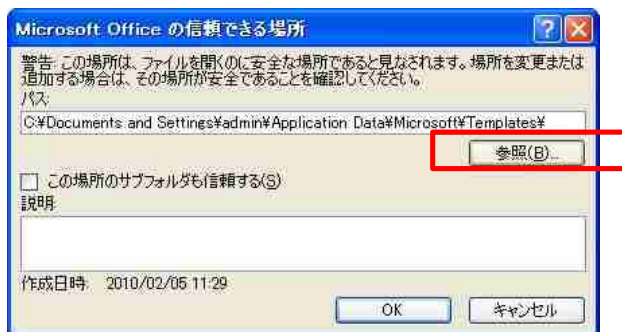 Microsoft Office の信頼できる場所
警告: この場所は、ファイルを開くのに安全な場所であると見なされます。場所を変更または
追加する場合は、その場所が安全であることを確認してください。
パス:
C:¥Documents and Settings¥admin¥Application Data¥Microsoft¥Templates¥
参照(B)...
この場所のサブフォルダも信頼する(S)
説明:
作成日時: 2010/02/05 11:29
OK
キャンセル